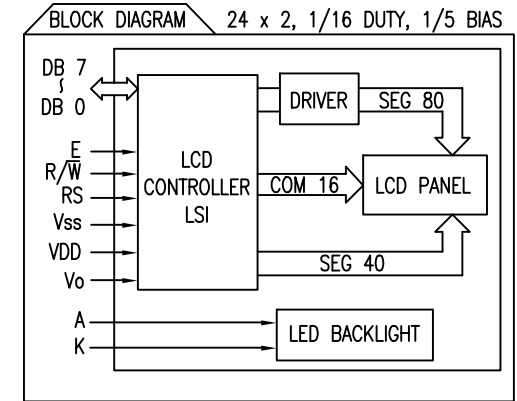 BLOCK DIAGRAM
24 x 2, 1/16 DUTY, 1/5 BIAS
DB 7
∫
DB 0
E
R/W̅
RS
Vss
VDD
Vo
A
K
LCD
CONTROLLER
LSI
DRIVER
SEG 80
COM 16
LCD PANEL
SEG 40
LED BACKLIGHT